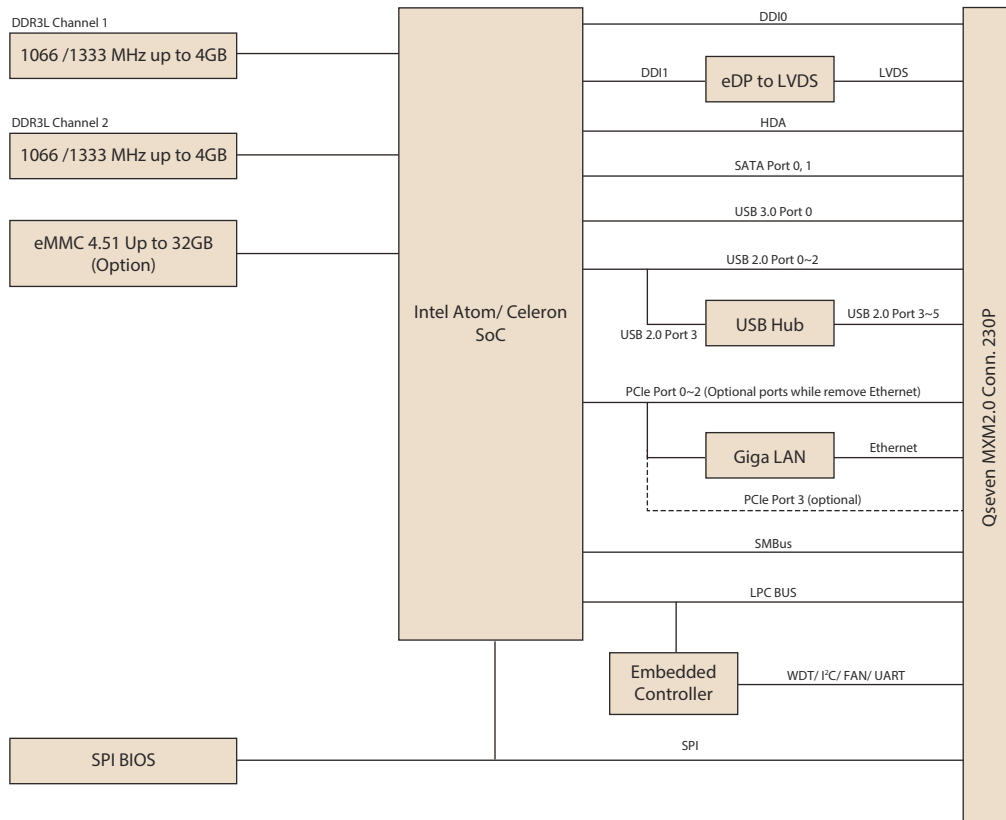 DDR3L Channel 1
1066 /1333 MHz up to 4GB
DDR3L Channel 2
1066 /1333 MHz up to 4GB
eMMC 4.51 Up to 32GB
(Option)
SPI BIOS
Intel Atom/ Celeron
SoC
DDI0
DDI1
eDP to LVDS
LVDS
HDA
SATA Port 0, 1
USB 3.0 Port 0
USB 2.0 Port 0~2
USB 2.0 Port 3
USB Hub
USB 2.0 Port 3~5
PCIe Port 0~2 (Optional ports while remove Ethernet)
Giga LAN
Ethernet
PCIe Port 3 (optional)
SMBus
LPC BUS
Embedded
Controller
WDT/ I²C/ FAN/ UART
SPI
Qseven MXM2.0 Conn. 230P